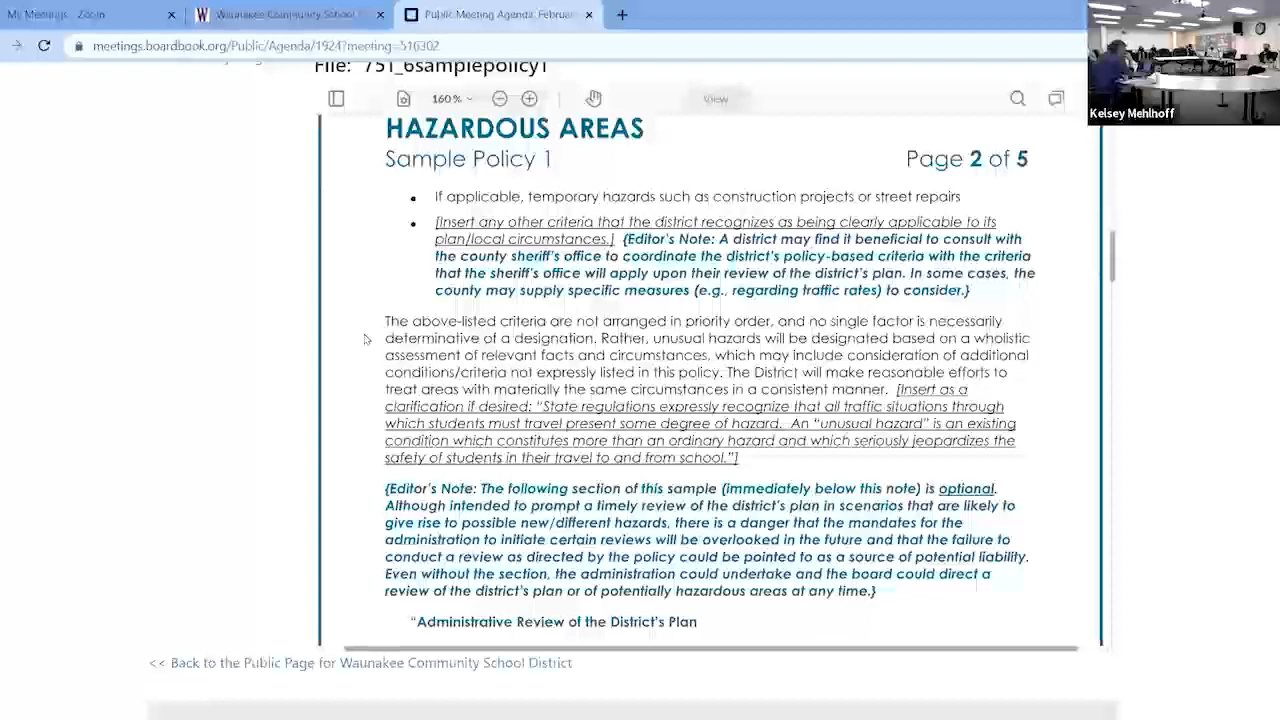 My Meetings - Zoom
Waunakee Community School
Public Meeting Agenda: Februar
meetings.boardbook.org/Public/Agenda/1924?meeting=516302
File: 751_6samplepolicy1
160%
View
Kelsey Mehlhoff
HAZARDOUS AREAS
Sample Policy 1
Page 2 of 5
• If applicable, temporary hazards such as construction projects or street repairs
• [Insert any other criteria that the district recognizes as being clearly applicable to its
plan/local circumstances.] {Editor's Note: A district may find it beneficial to consult with
the county sheriff's office to coordinate the district's policy-based criteria with the criteria
that the sheriff's office will apply upon their review of the district's plan. In some cases, the
county may supply specific measures (e.g., regarding traffic rates) to consider.}
The above-listed criteria are not arranged in priority order, and no single factor is necessarily
determinative of a designation. Rather, unusual hazards will be designated based on a wholistic
assessment of relevant facts and circumstances, which may include consideration of additional
conditions/criteria not expressly listed in this policy. The District will make reasonable efforts to
treat areas with materially the same circumstances in a consistent manner. [Insert as a
clarification if desired: "State regulations expressly recognize that all traffic situations through
which students must travel present some degree of hazard. An "unusual hazard" is an existing
condition which constitutes more than an ordinary hazard and which seriously jeopardizes the
safety of students in their travel to and from school."]
{Editor's Note: The following section of this sample (immediately below this note) is optional.
Although intended to prompt a timely review of the district's plan in scenarios that are likely to
give rise to possible new/different hazards, there is a danger that the mandates for the
administration to initiate certain reviews will be overlooked in the future and that the failure to
conduct a review as directed by the policy could be pointed to as a source of potential liability.
Even without the section, the administration could undertake and the board could direct a
review of the district's plan or of potentially hazardous areas at any time.}
"Administrative Review of the District's Plan
<< Back to the Public Page for Waunakee Community School District